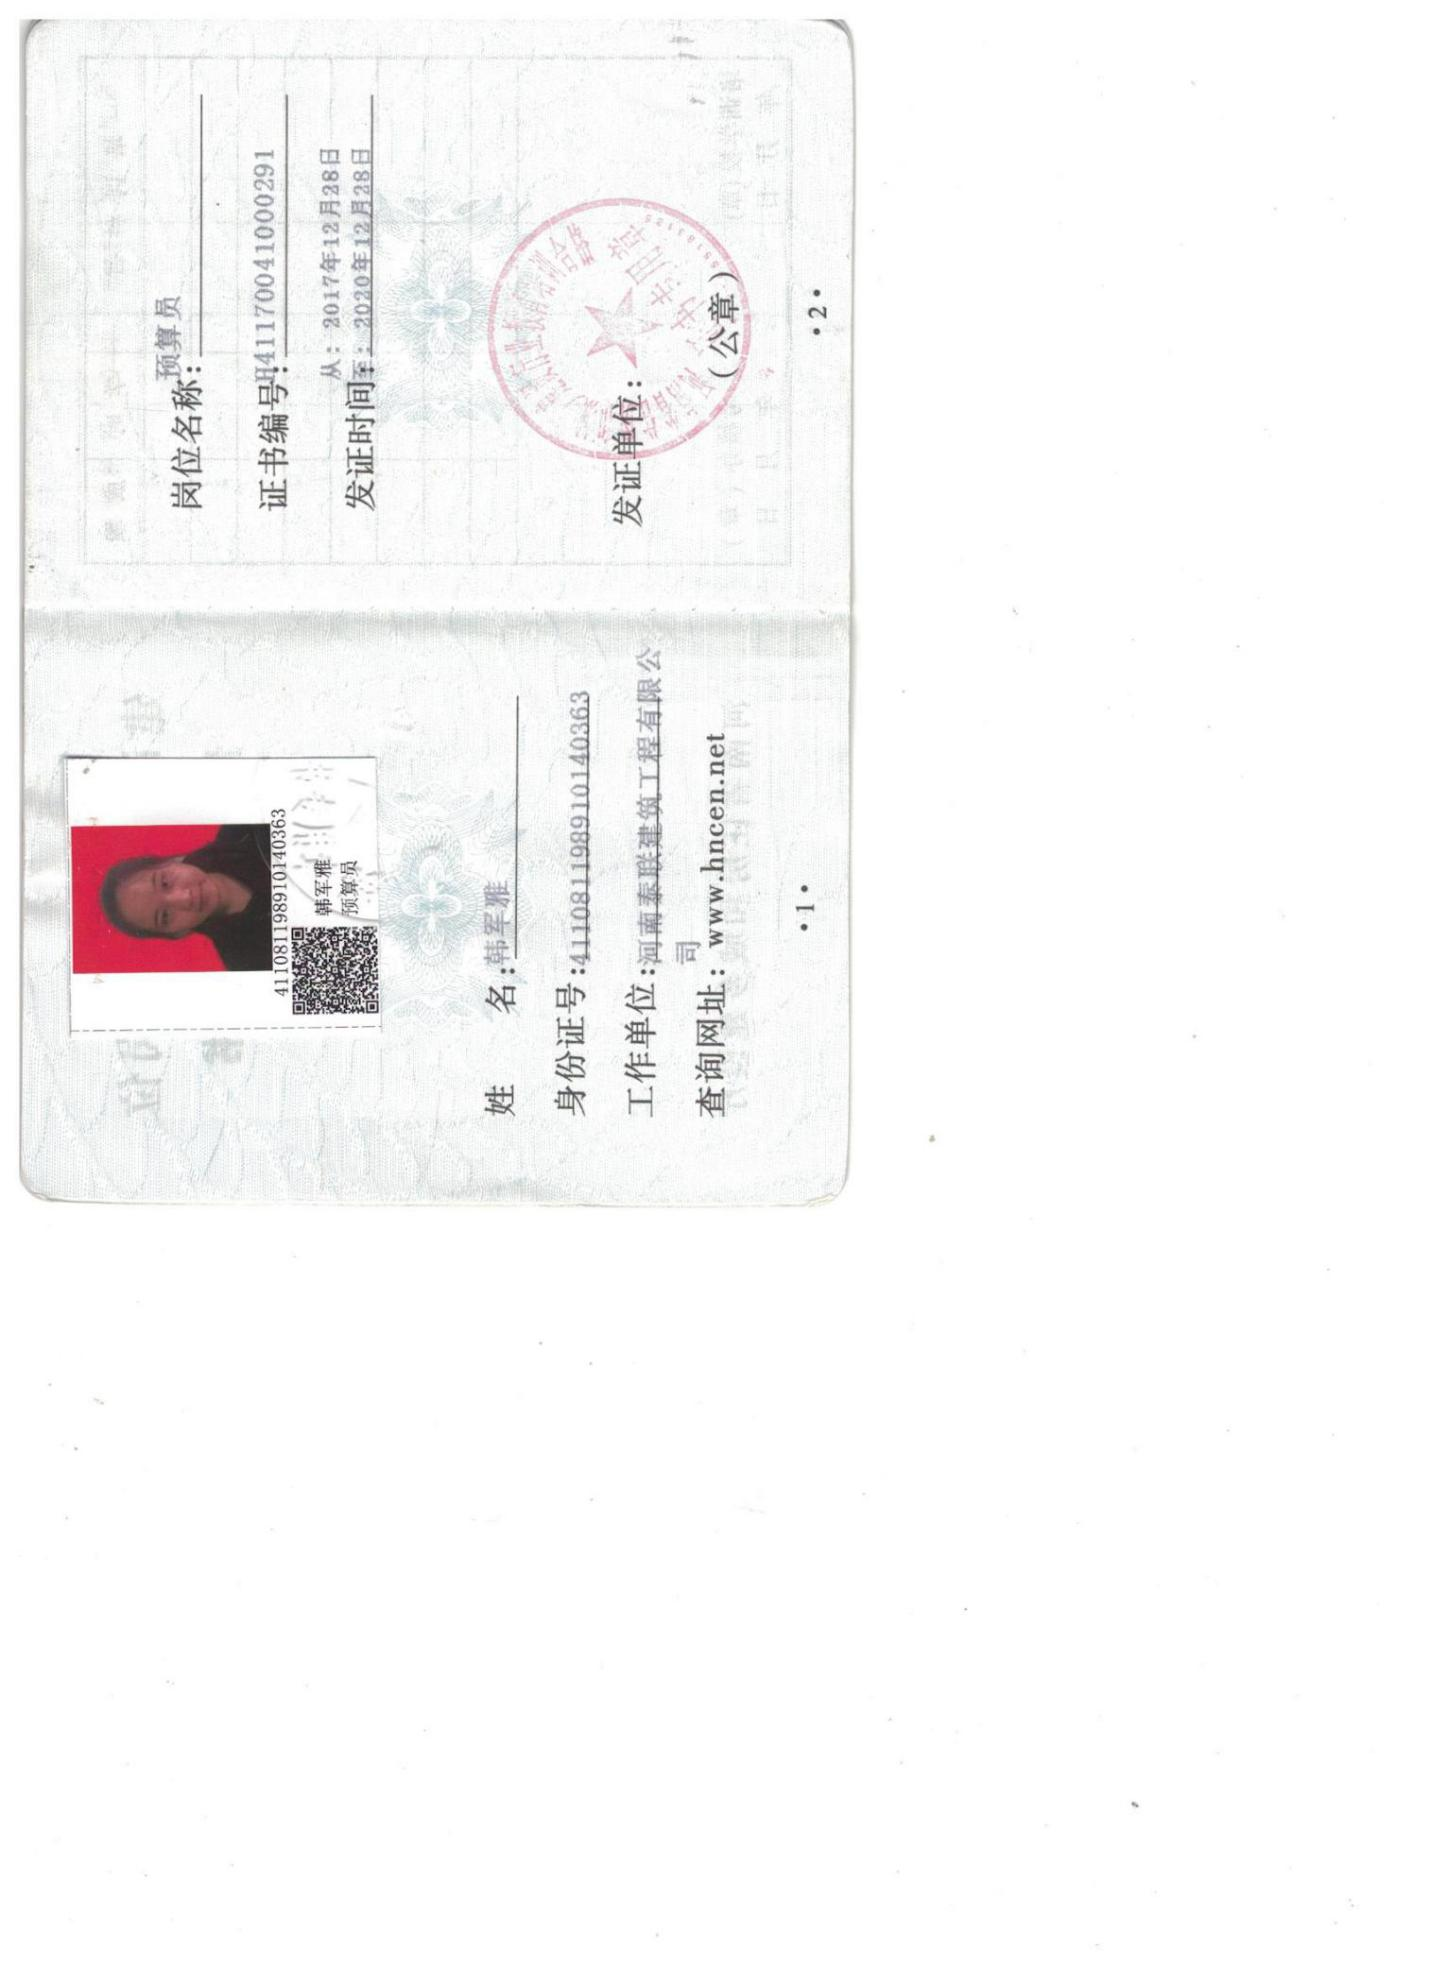 411081198910140363
韩军雅
预算员
姓 名:韩军雅
身份证号:411081198910140363
工作单位:河南泰联建筑工程有限公
司
查询网址: www.hncen.net
·1·
岗位名称:预算员
证书编号:H41170041000291
发证时间:从: 2017年12月28日
至: 2020年12月28日
发证单位:
(公章)
·2·